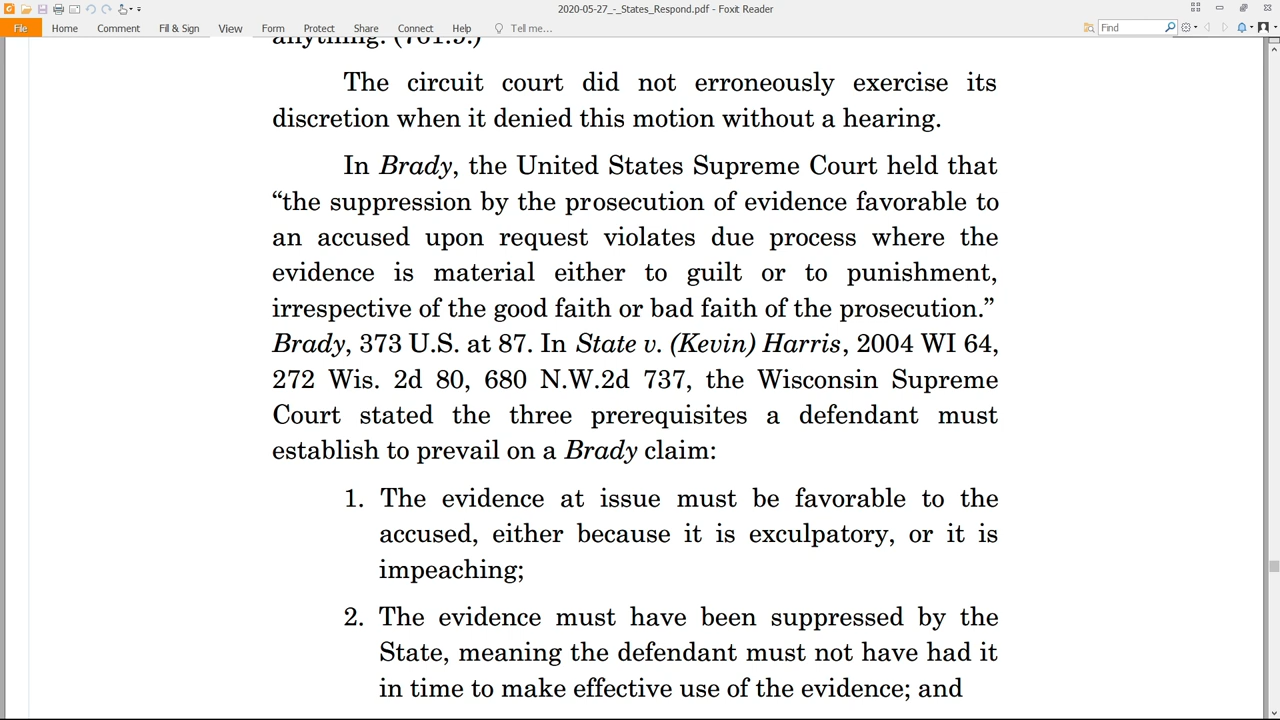 2020-05-27_-_States_Respond.pdf - Foxit Reader
File Home Comment Fill & Sign View Form Protect Share Connect Help Tell me... Find
anything. (701:9.)
The circuit court did not erroneously exercise its
discretion when it denied this motion without a hearing.
In Brady, the United States Supreme Court held that
“the suppression by the prosecution of evidence favorable to
an accused upon request violates due process where the
evidence is material either to guilt or to punishment,
irrespective of the good faith or bad faith of the prosecution.”
Brady, 373 U.S. at 87. In State v. (Kevin) Harris, 2004 WI 64,
272 Wis. 2d 80, 680 N.W.2d 737, the Wisconsin Supreme
Court stated the three prerequisites a defendant must
establish to prevail on a Brady claim:
1. The evidence at issue must be favorable to the
accused, either because it is exculpatory, or it is
impeaching;
2. The evidence must have been suppressed by the
State, meaning the defendant must not have had it
in time to make effective use of the evidence; and